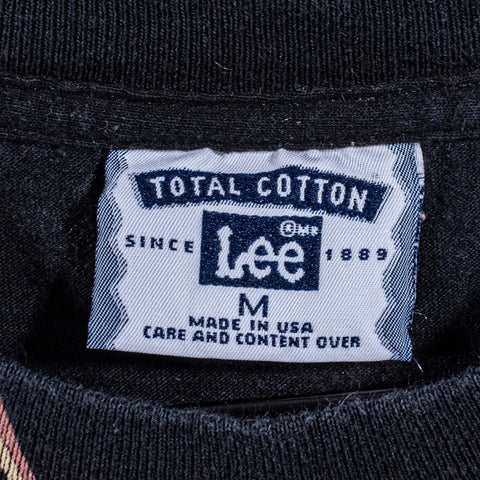 TOTAL COTTON
®MR
SINCE Lee 1889
M
MADE IN USA
CARE AND CONTENT OVER